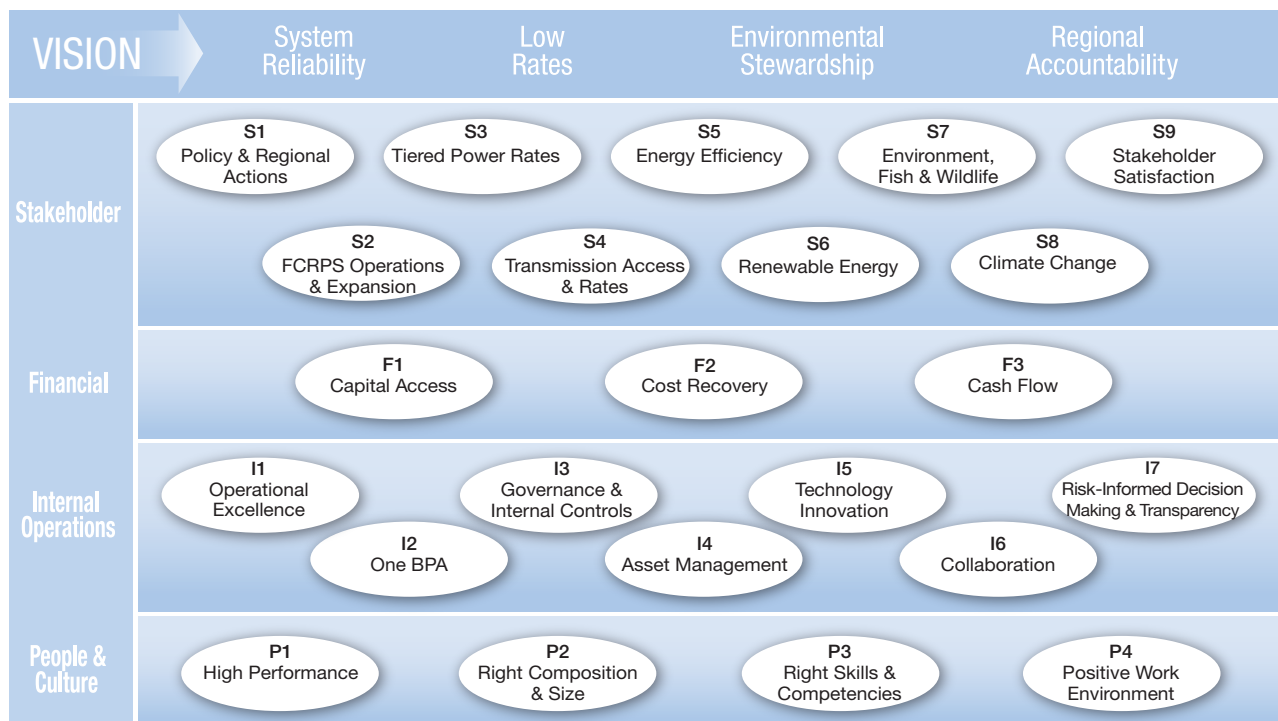 VISION
System
Reliability
Low
Rates
Environmental
Stewardship
Regional
Accountability
Stakeholder
S1
Policy & Regional
Actions
S3
Tiered Power Rates
S5
Energy Efficiency
S7
Environment,
Fish & Wildlife
S9
Stakeholder
Satisfaction
S2
FCRPS Operations
& Expansion
S4
Transmission Access
& Rates
S6
Renewable Energy
S8
Climate Change
Financial
F1
Capital Access
F2
Cost Recovery
F3
Cash Flow
Internal
Operations
I1
Operational
Excellence
I3
Governance &
Internal Controls
I5
Technology
Innovation
I7
Risk-Informed Decision
Making & Transparency
I2
One BPA
I4
Asset Management
I6
Collaboration
People &
Culture
P1
High Performance
P2
Right Composition
& Size
P3
Right Skills &
Competencies
P4
Positive Work
Environment